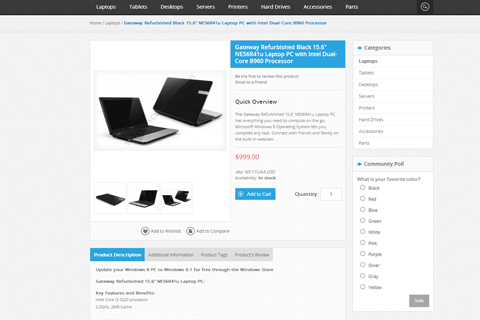 Laptops Tablets Desktops Servers Printers Hard Drives Accessories Parts
Home / Laptops / Gateway Refurbished Black 15.6" NE56R41u Laptop PC with Intel Dual-Core B960 Processor
Gateway Refurbished Black 15.6"
NE56R41u Laptop PC with Intel Dual-
Core B960 Processor
Be the first to review this product
Email to a Friend
Quick Overview
The Gateway Refurbished 15.6" NE56R41u Laptop PC
has everything you need to compute on the go.
Microsoft Windows 8 Operating System lets you
complete any task. Connect with friends and family on
the built-in webcam.
$999.00
Availability: In stock
Add to Cart
Quantity: 1
Add to Wishlist
Add to Compare
Product Description
Additional Information
Product Tags
Product's Review
Update your Windows 8 PC to Windows 8.1 for free through the Windows Store
Gateway Refurbished 15.6" NE56R41u Laptop PC:
Key Features and Benefits:
Intel Core i3 processor
2.0GHz, 2MB Cache
Categories
Laptops
Tablets
Desktops
Servers
Printers
Hard Drives
Accessories
Parts
Community Poll
What is your favorite color?
Black
Red
Blue
Green
White
Pink
Purple
Silver
Gray
Yellow
Vote